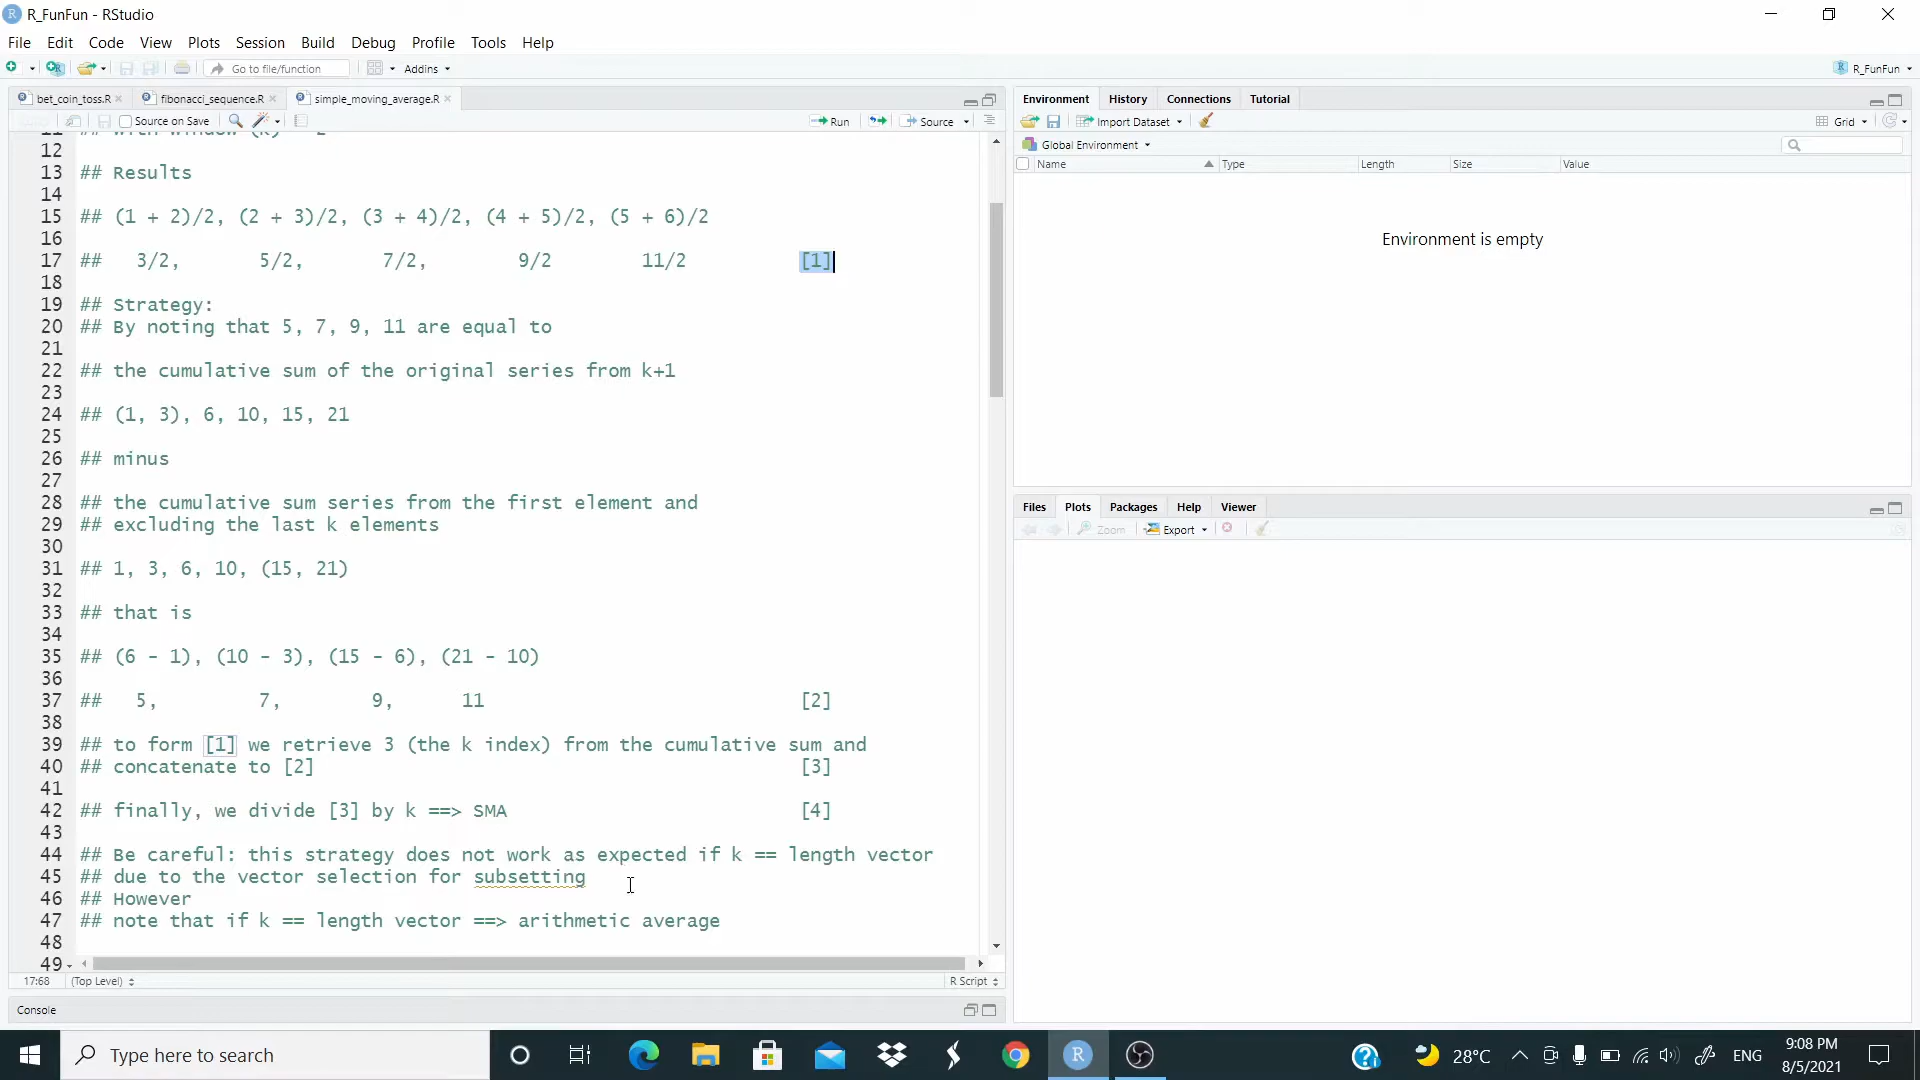 R_FunFun - RStudio
File Edit Code View Plots Session Build Debug Profile Tools Help
Go to file/function Addins R_FunFun
bet_coin_toss.R fibonacci_sequence.R simple_moving_average.R
Source on Save Run Source
12
13 ## Results
14
15 ## (1 + 2)/2, (2 + 3)/2, (3 + 4)/2, (4 + 5)/2, (5 + 6)/2
16
17 ## 3/2, 5/2, 7/2, 9/2 11/2 [1]
18
19 ## Strategy:
20 ## By noting that 5, 7, 9, 11 are equal to
21
22 ## the cumulative sum of the original series from k+1
23
24 ## (1, 3), 6, 10, 15, 21
25
26 ## minus
27
28 ## the cumulative sum series from the first element and
29 ## excluding the last k elements
30
31 ## 1, 3, 6, 10, (15, 21)
32
33 ## that is
34
35 ## (6 - 1), (10 - 3), (15 - 6), (21 - 10)
36
37 ## 5, 7, 9, 11 [2]
38
39 ## to form [1] we retrieve 3 (the k index) from the cumulative sum and
40 ## concatenate to [2] [3]
41
42 ## finally, we divide [3] by k ==> SMA [4]
43
44 ## Be careful: this strategy does not work as expected if k == length vector
45 ## due to the vector selection for subsetting
46 ## However
47 ## note that if k == length vector ==> arithmetic average
48
49
17:68 (Top Level) R Script
Console
Environment History Connections Tutorial
Import Dataset Grid
Global Environment
Name Type Length Size Value
Environment is empty
Files Plots Packages Help Viewer
Zoom Export
Type here to search
28°C ENG
9:08 PM
8/5/2021